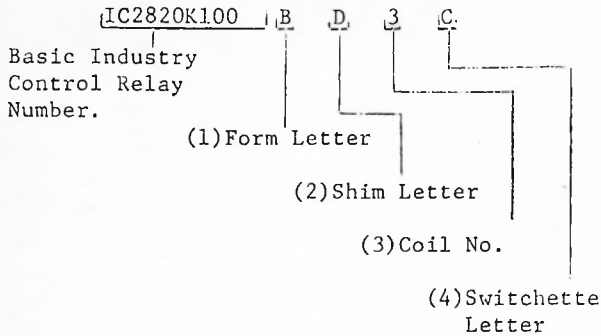 IC2820K100 B D 3 C
Basic Industry
Control Relay
Number.
(1)Form Letter
(2)Shim Letter
(3)Coil No.
(4)Switchette
Letter